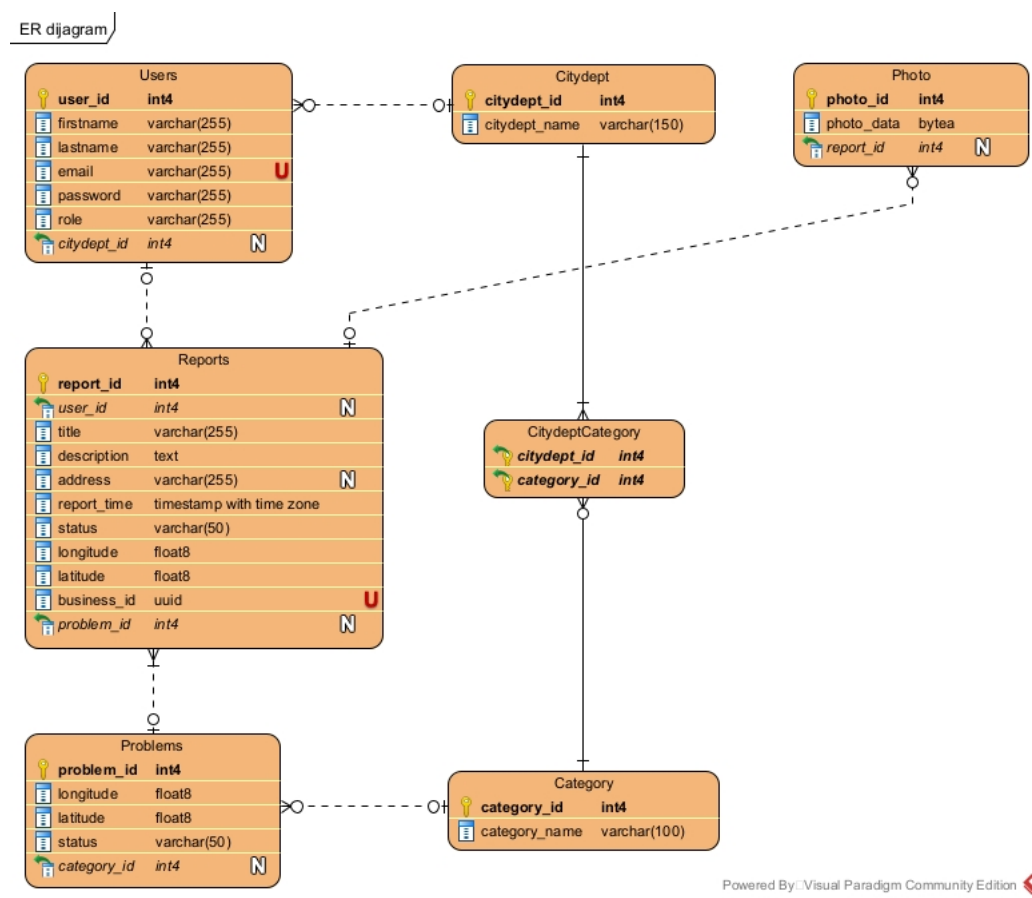 ER dijagram
Users
user_id int4
firstname varchar(255)
lastname varchar(255)
email varchar(255) U
password varchar(255)
role varchar(255)
citydept_id int4 N
Citydept
citydept_id int4
citydept_name varchar(150)
Photo
photo_id int4
photo_data bytea
report_id int4 N
Reports
report_id int4
user_id int4 N
title varchar(255)
description text
address varchar(255) N
report_time timestamp with time zone
status varchar(50)
longitude float8
latitude float8
business_id uuid U
problem_id int4 N
CitydeptCategory
citydept_id int4
category_id int4
Problems
problem_id int4
longitude float8
latitude float8
status varchar(50)
category_id int4 N
Category
category_id int4
category_name varchar(100)
Powered By Visual Paradigm Community Edition